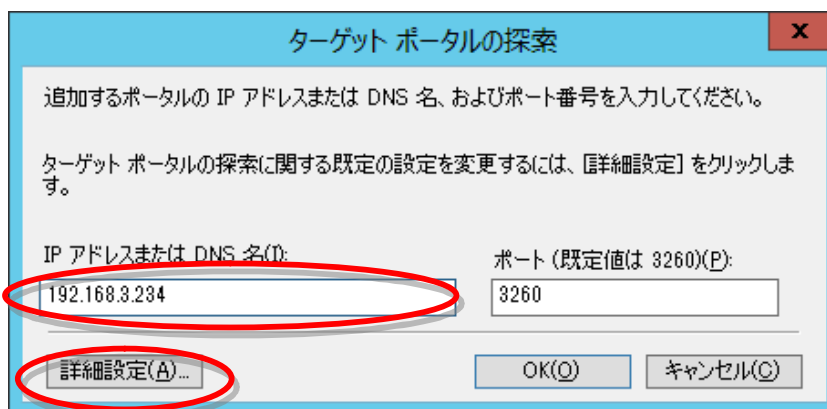 ターゲット ポータルの探索
x
追加するポータルの IP アドレスまたは DNS 名、およびポート番号を入力してください。
ターゲット ポータルの探索に関する既定の設定を変更するには、[詳細設定] をクリックしま
す。
IP アドレスまたは DNS 名(I):
ポート (既定値は 3260)(P):
192.168.3.234
3260
詳細設定(A)...
OK(O)
キャンセル(C)